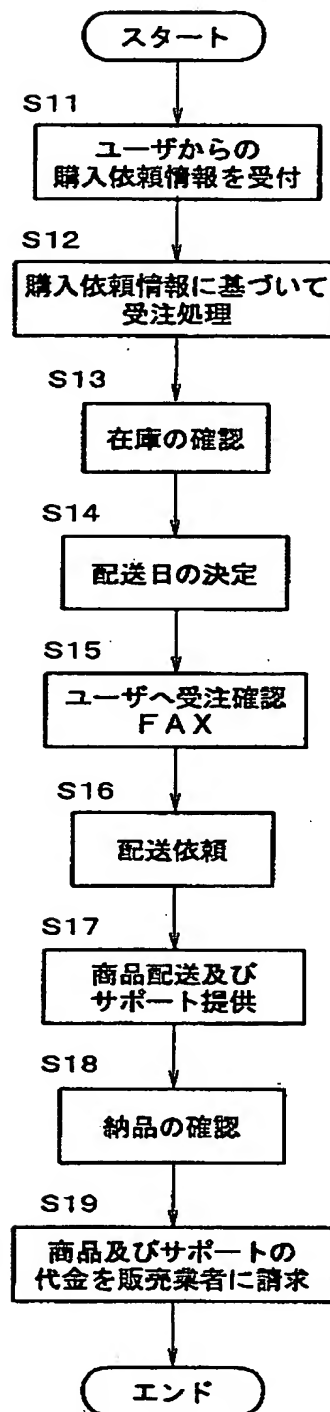 スタート
S11
ユーザからの
購入依頼情報を受付
S12
購入依頼情報に基づいて
受注処理
S13
在庫の確認
S14
配送日の決定
S15
ユーザへ受注確認
FAX
S16
配送依頼
S17
商品配送及び
サポート提供
S18
納品の確認
S19
商品及びサポートの
代金を販売業者に請求
エンド